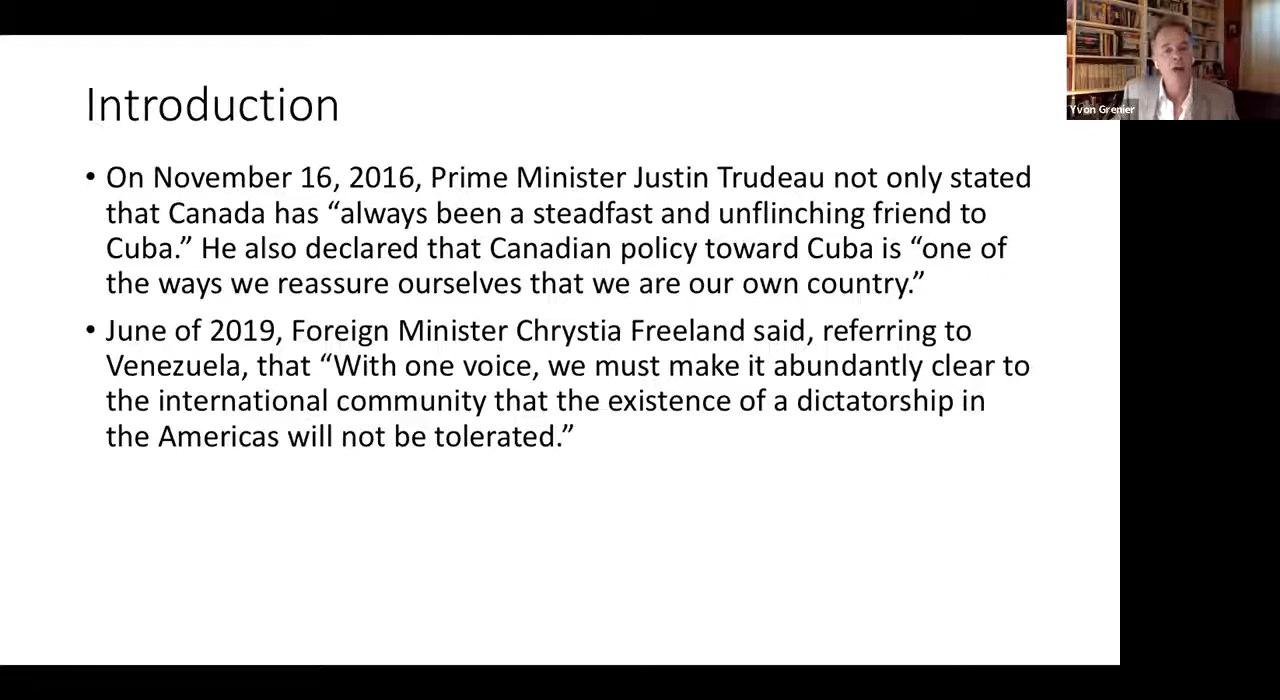 Introduction
• On November 16, 2016, Prime Minister Justin Trudeau not only stated
that Canada has “always been a steadfast and unflinching friend to
Cuba.” He also declared that Canadian policy toward Cuba is “one of
the ways we reassure ourselves that we are our own country.”
• June of 2019, Foreign Minister Chrystia Freeland said, referring to
Venezuela, that “With one voice, we must make it abundantly clear to
the international community that the existence of a dictatorship in
the Americas will not be tolerated.”
Yvon Grenier